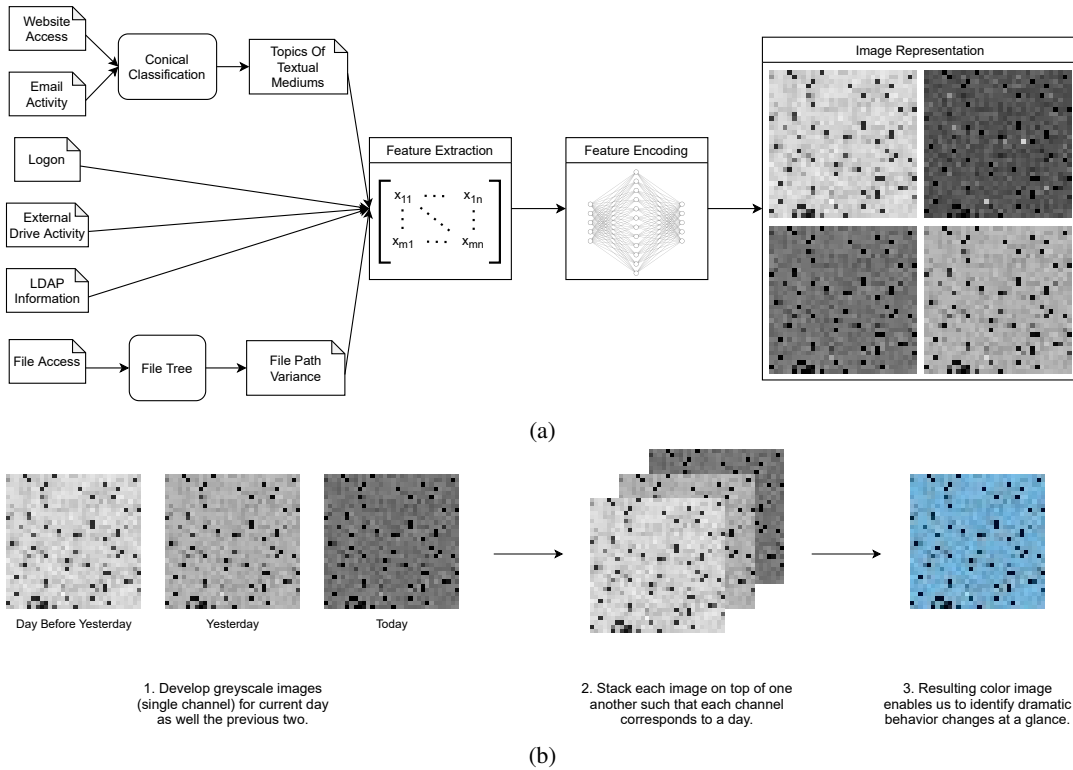 Website
Access
Email
Activity
Conical
Classification
Topics Of
Textual
Mediums
Logon
External
Drive Activity
LDAP
Information
File Access
File Tree
File Path
Variance
Feature Extraction
x11 · · · x1n
xm1 · · · xmn
Feature Encoding
Image Representation
(a)
Day Before Yesterday
Yesterday
Today
1. Develop greyscale images
(single channel) for current day
as well the previous two.
2. Stack each image on top of one
another such that each channel
corresponds to a day.
3. Resulting color image
enables us to identify dramatic
behavior changes at a glance.
(b)